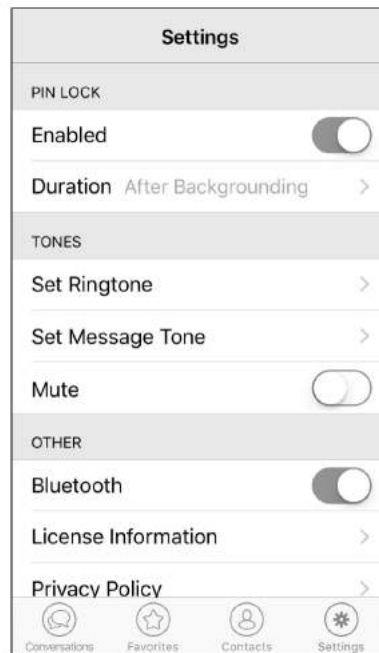 Settings
PIN LOCK
Enabled
Duration After Backgrounding
TONES
Set Ringtone
Set Message Tone
Mute
OTHER
Bluetooth
License Information
Privacy Policy
Conversations Favorites Contacts Settings